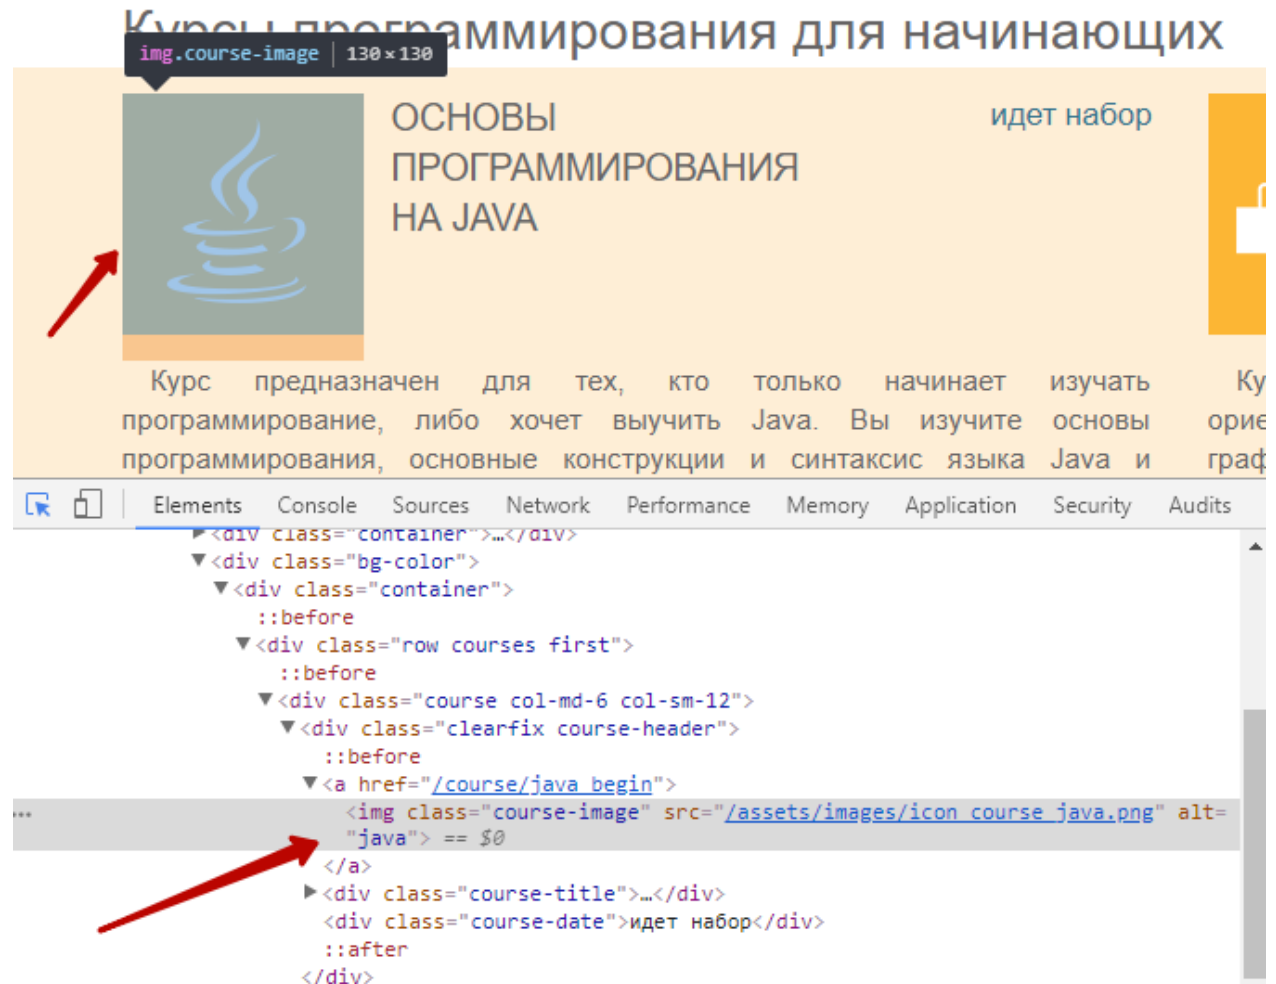 Курсы программирования для начинающих
img.course-image | 130×130
ОСНОВЫ
ПРОГРАММИРОВАНИЯ
НА JAVA
идет набор
Курс предназначен для тех, кто только начинает изучать
программирование, либо хочет выучить Java. Вы изучите основы
программирования, основные конструкции и синтаксис языка Java и
Ку
орие
граф
Elements Console Sources Network Performance Memory Application Security Audits
<div class="container">…</div>
<div class="bg-color">
<div class="container">
::before
<div class="row courses first">
::before
<div class="course col-md-6 col-sm-12">
<div class="clearfix course-header">
::before
<a href="/course/java_begin">
<img class="course-image" src="/assets/images/icon_course_java.png" alt=
"java"> == $0
</a>
<div class="course-title">…</div>
<div class="course-date">идет набор</div>
::after
</div>